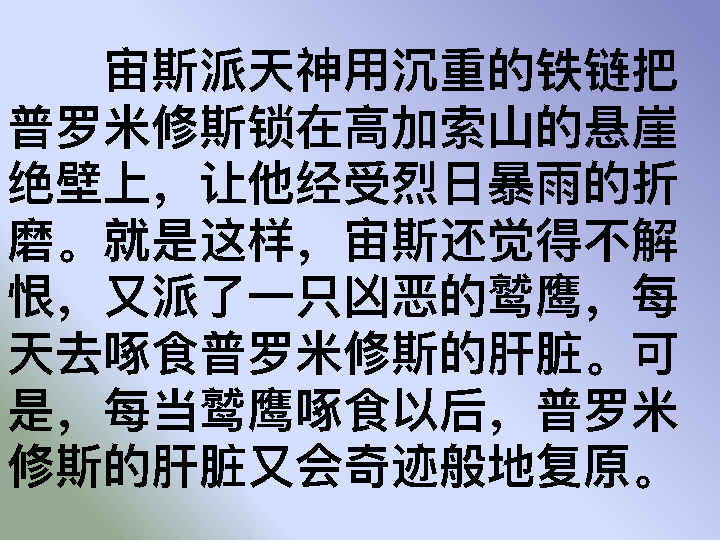 宙斯派天神用沉重的铁链把
普罗米修斯锁在高加索山的悬崖
绝壁上，让他经受烈日暴雨的折
磨。就是这样，宙斯还觉得不解
恨，又派了一只凶恶的鹫鹰，每
天去啄食普罗米修斯的肝脏。可
是，每当鹫鹰啄食以后，普罗米
修斯的肝脏又会奇迹般地复原。